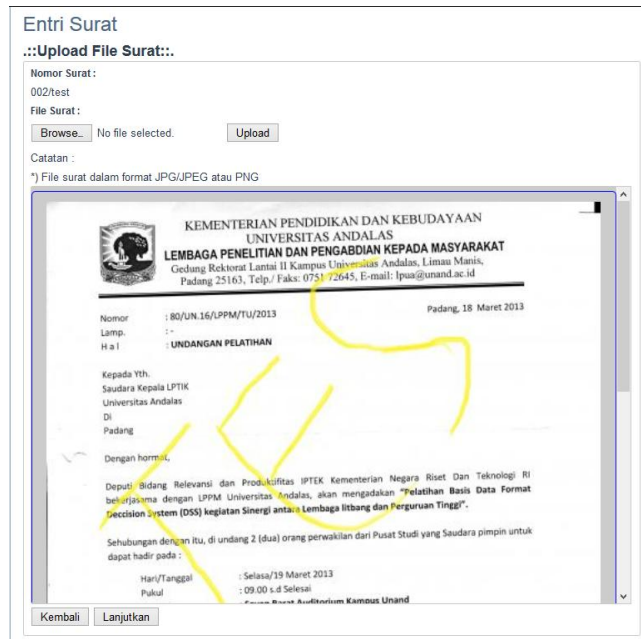 Entri Surat
.::Upload File Surat::.
Nomor Surat :
002/test
File Surat :
Browse_ No file selected. Upload
Catatan :
*) File surat dalam format JPG/JPEG atau PNG
KEMENTERIAN PENDIDIKAN DAN KEBUDAYAAN
UNIVERSITAS ANDALAS
LEMBAGA PENELITIAN DAN PENGABDIAN KEPADA MASYARAKAT
Gedung Rektorat Lantai II Kampus Universitas Andalas, Limau Manis,
Padang 25163, Telp./ Faks: 0751 72645, E-mail: lpua@unand.ac.id
Nomor : 80/UN.16/LPPM/TU/2013 Padang, 18 Maret 2013
Lamp. : -
H a l : UNDANGAN PELATIHAN
Kepada Yth.
Saudara Kepala LPTIK
Universitas Andalas
Di
Padang
Dengan hormat,
Deputi Bidang Relevansi dan Produktifitas IPTEK Kementerian Negara Riset Dan Teknologi RI
bekerjasama dengan LPPM Universitas Andalas, akan mengadakan "Pelatihan Basis Data Format
Deccision System (DSS) kegiatan Sinergi antara Lembaga litbang dan Perguruan Tinggi".
Sehubungan dengan itu, di undang 2 (dua) orang perwakilan dari Pusat Studi yang Saudara pimpin untuk
dapat hadir pada :
Hari/Tanggal : Selasa/19 Maret 2013
Pukul : 09.00 s.d Selesai
Barat Auditorium Kampus Unand
TES
Kembali Lanjutkan